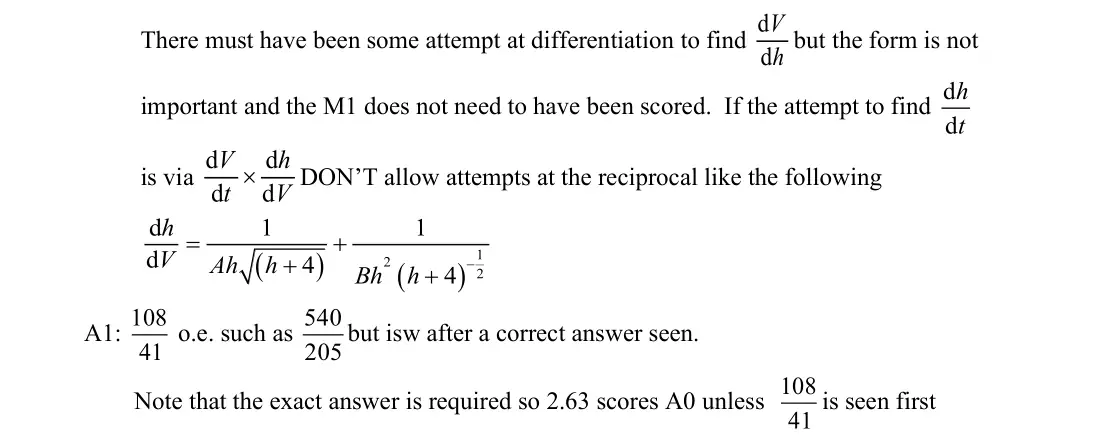 There must have been some attempt at differentiation to find dV/dh but the form is not
important and the M1 does not need to have been scored. If the attempt to find dh/dt
is via dV/dt × dh/dV DON’T allow attempts at the reciprocal like the following
dh/dV = 1/(Ah√(h + 4)) + 1/(Bh²(h + 4)^(-1/2))
A1: 108/41 o.e. such as 540/205 but isw after a correct answer seen.
Note that the exact answer is required so 2.63 scores A0 unless 108/41 is seen first